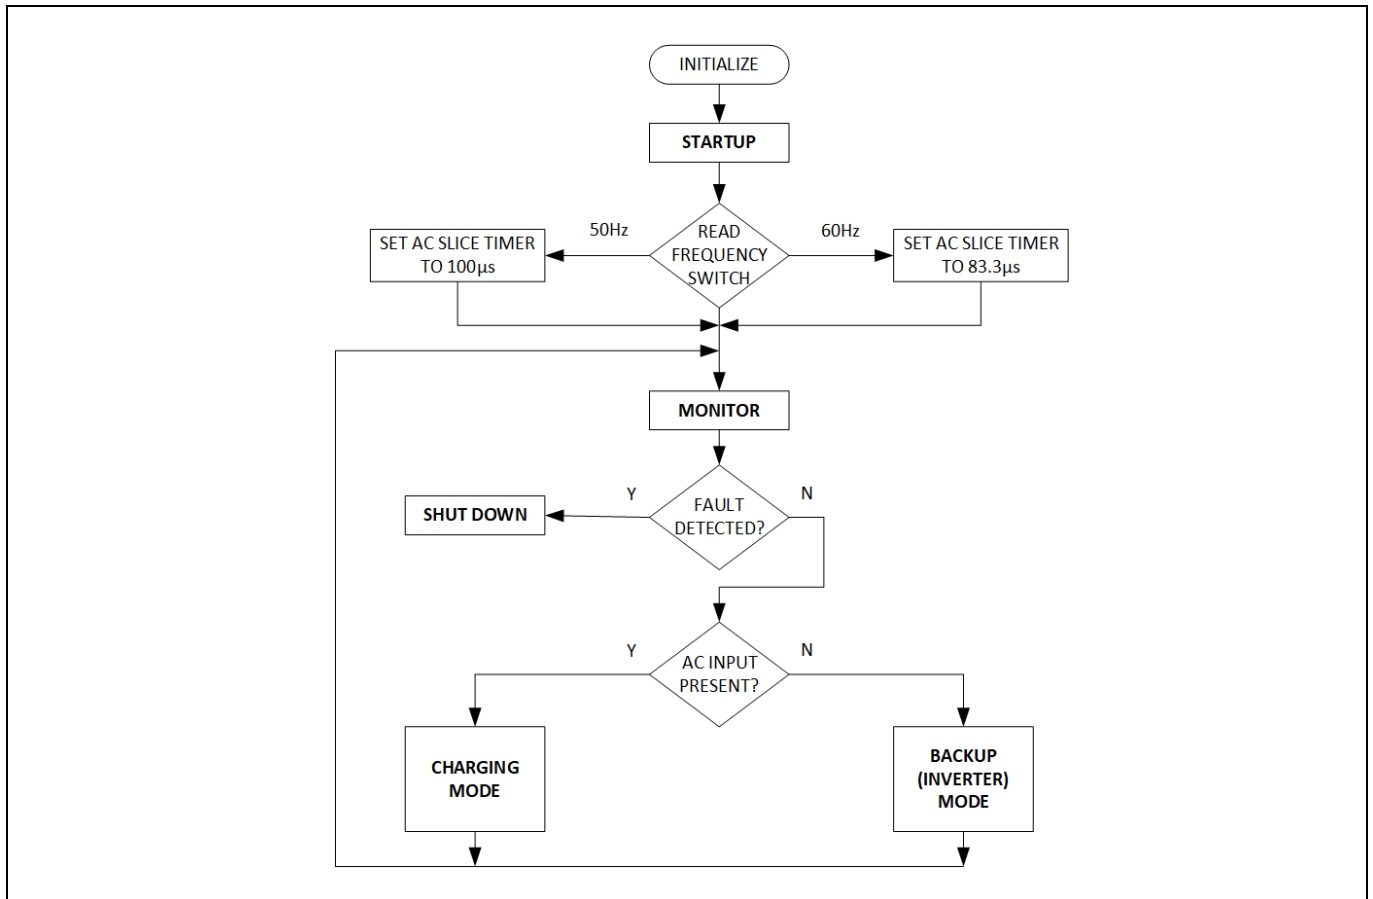 INITIALIZE
STARTUP
50Hz
READ
FREQUENCY
SWITCH
60Hz
SET AC SLICE TIMER
TO 100µs
SET AC SLICE TIMER
TO 83.3µs
MONITOR
Y
FAULT
DETECTED?
N
SHUT DOWN
Y
AC INPUT
PRESENT?
N
CHARGING
MODE
BACKUP
(INVERTER)
MODE